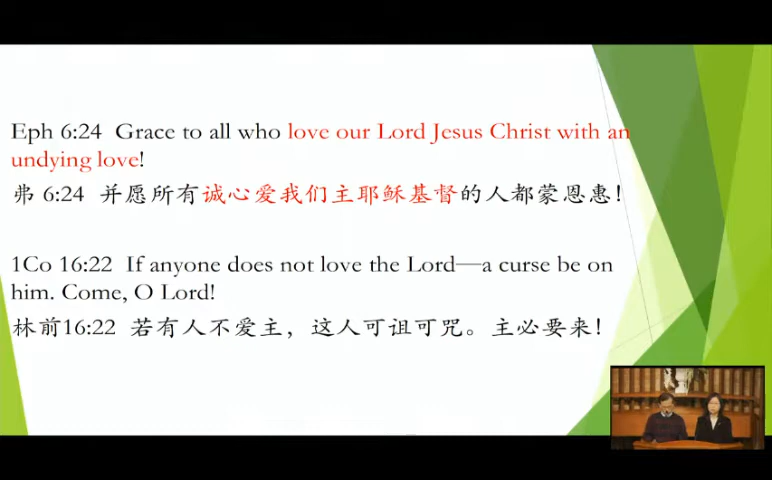 Eph 6:24 Grace to all who love our Lord Jesus Christ with an
undying love!
弗 6:24 并愿所有诚心爱我们主耶稣基督的人都蒙恩惠!
1Co 16:22 If anyone does not love the Lord—a curse be on
him. Come, O Lord!
林前16:22 若有人不爱主，这人可诅可咒。主必要来!